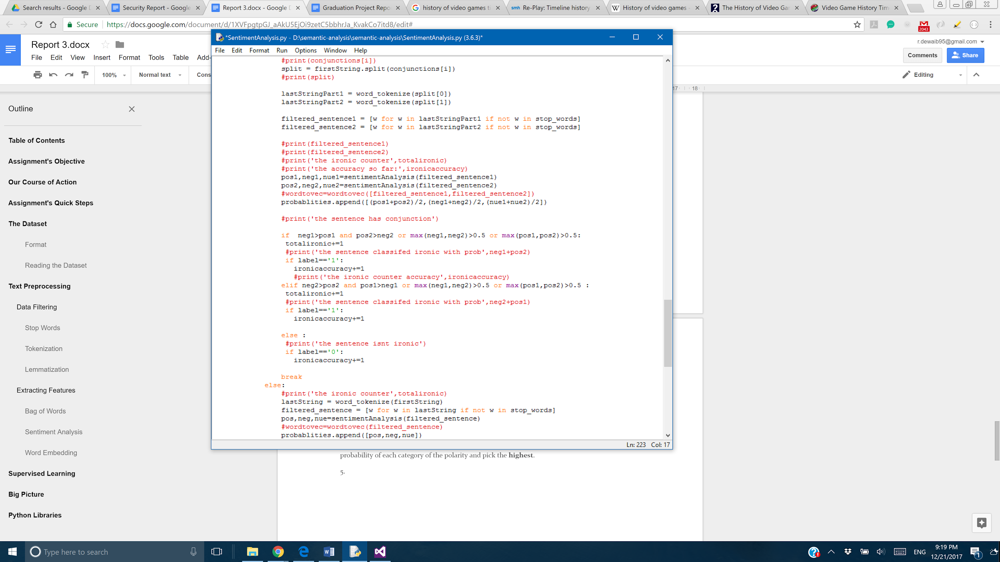 Search results - Google D
Security Report - Google
Report 3.docx - Google D
Graduation Project Repo
history of video games ti
smh Re-Play: Timeline history
W History of video games -
The History of Video Gar
Video Game History Tim
Secure https://docs.google.com/document/d/1XVFpgtpGJ_aAkU5EjOi9zetC5bbhrJa_KvakCo7itd8/edit#
2043
Report 3.docx
r.dewaib95@gmail.com
File Edit View Insert Format Tools Table Add-
Comments Share
100% Normal text Cons
Editing
17 18
*SentimentAnalysis.py - D:\semantic-analysis\semantic-analysis\SentimentAnalysis.py (3.6.3)*
File Edit Format Run Options Window Help
#print(conjunctions[i])
split = firstString.split(conjunctions[i])
#print(split)
lastStringPart1 = word_tokenize(split[0])
lastStringPart2 = word_tokenize(split[1])
filtered_sentence1 = [w for w in lastStringPart1 if not w in stop_words]
filtered_sentence2 = [w for w in lastStringPart2 if not w in stop_words]
#print(filtered_sentence1)
#print(filtered_sentence2)
#print('the ironic counter',totalironic)
#print('the accuracy so far:',ironicaccuracy)
pos1,neg1,nue1=sentimentAnalysis(filtered_sentence1)
pos2,neg2,nue2=sentimentAnalysis(filtered_sentence2)
#wordtovec=wordtovec([filtered_sentence1,filtered_sentence2])
probablities.append([(pos1+pos2)/2,(neg1+neg2)/2,(nue1+nue2)/2])
#print('the sentence has conjunction')
if  neg1>pos1 and pos2>neg2 or max(neg1,neg2)>0.5 or max(pos1,pos2)>0.5:
totalironic+=1
#print('the sentence classifed ironic with prob',neg1+pos2)
if label=='1':
ironicaccuracy+=1
#print('the ironic counter accuracy',ironicaccuracy)
elif neg2>pos2 and pos1>neg1 or max(neg1,neg2)>0.5 or max(pos1,pos2)>0.5 :
totalironic+=1
#print('the sentence classifed ironic with prob',neg2+pos1)
if label=='1':
ironicaccuracy+=1
else :
#print('the sentence isnt ironic')
if label=='0':
ironicaccuracy+=1
break
else:
#print('the ironic counter',totalironic)
lastString = word_tokenize(firstString)
filtered_sentence = [w for w in lastString if not w in stop_words]
pos,neg,nue=sentimentAnalysis(filtered_sentence)
#wordtovec=wordtovec(filtered_sentence)
probablities.append([pos,neg,nue])
Ln: 223 Col: 17
Outline
Table of Contents
Assignment's Objective
Our Course of Action
Assignment's Quick Steps
The Dataset
Format
Reading the Dataset
Text Preprocessing
Data Filtering
Stop Words
Tokenization
Lemmatization
Extracting Features
Bag of Words
Sentiment Analysis
Word Embedding
Supervised Learning
Big Picture
Python Libraries
probability of each category of the polarity and pick the highest.
5.
Type here to search
ENG
9:19 PM
12/21/2017
1